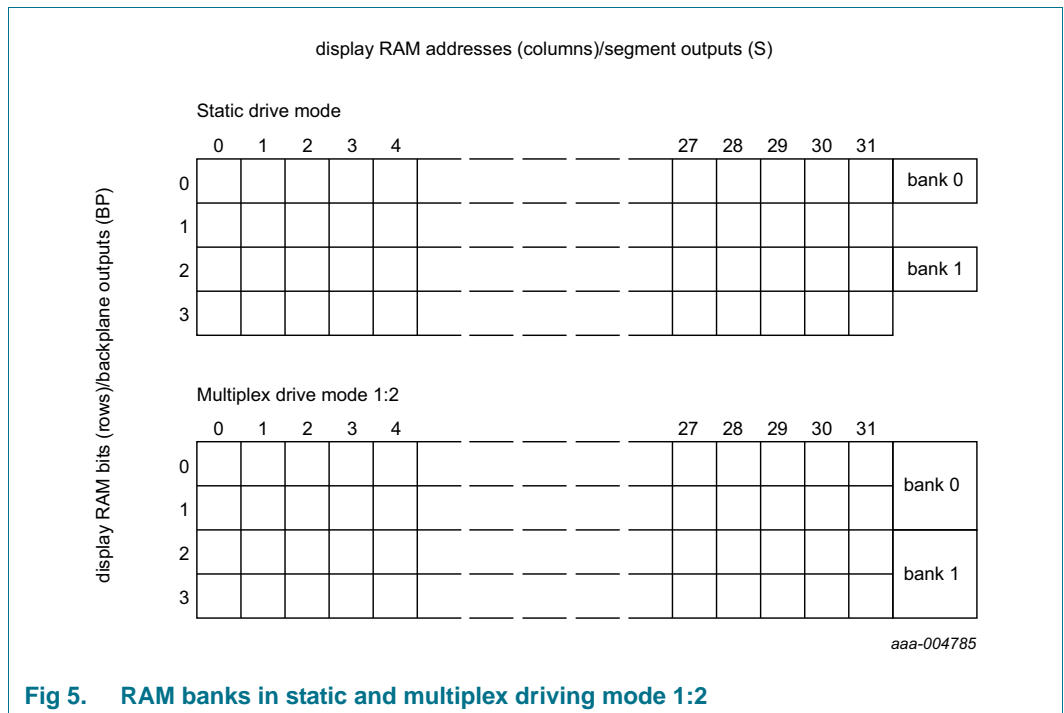 display RAM addresses (columns)/segment outputs (S)
display RAM bits (rows)/backplane outputs (BP)
Static drive mode
0 1 2 3 4 27 28 29 30 31
0 bank 0
1
2 bank 1
3
Multiplex drive mode 1:2
0 1 2 3 4 27 28 29 30 31
0
bank 0
1
2
bank 1
3
aaa-004785
Fig 5. RAM banks in static and multiplex driving mode 1:2